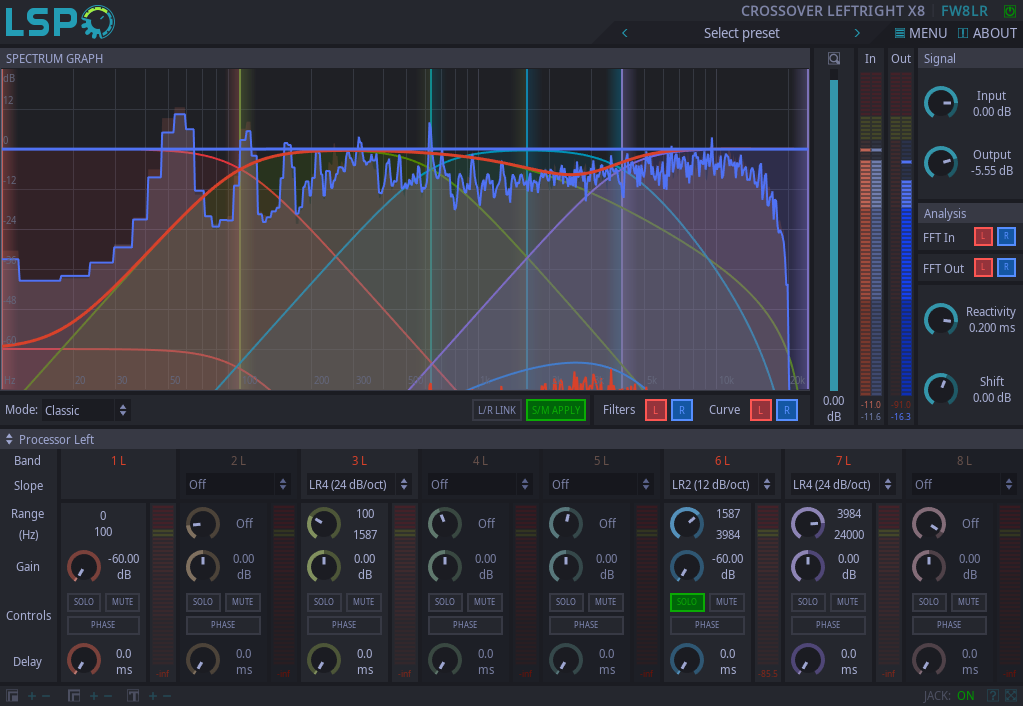 LSP
CROSSOVER LEFTRIGHT X8 FW8LR
Select preset
MENU ABOUT
SPECTRUM GRAPH
In Out
Signal
dB
12
0
-12
-24
-36
-48
-60
Hz 20 30 50 200 300 500 1k 5k 10k 20k
Input
0.00 dB
Output
-5.55 dB
Analysis
FFT In L R
FFT Out L R
Reactivity
0.200 ms
Shift
0.00 dB
0.00
dB
-11.0 -91.0
-11.6 -16.3
Mode: Classic
L/R LINK S/M APPLY
Filters L R Curve L R
Processor Left
Band 1 L 2 L 3 L 4 L 5 L 6 L 7 L 8 L
Slope Off LR4 (24 dB/oct) Off Off LR2 (12 dB/oct) LR4 (24 dB/oct) Off
Range 0 Off 100 Off Off 1587 3984 Off
(Hz) 100 1587 3984 24000
Gain -60.00 0.00 0.00 0.00 0.00 -60.00 0.00 0.00
dB dB dB dB dB dB dB dB
Controls
SOLO MUTE SOLO MUTE SOLO MUTE SOLO MUTE SOLO MUTE SOLO MUTE SOLO MUTE SOLO MUTE
PHASE PHASE PHASE PHASE PHASE PHASE PHASE PHASE
Delay 0.0 0.0 0.0 0.0 0.0 0.0 0.0 0.0
ms ms ms ms ms ms ms ms
-inf -inf -inf -inf -inf -85.5 -inf -inf
JACK: ON ?